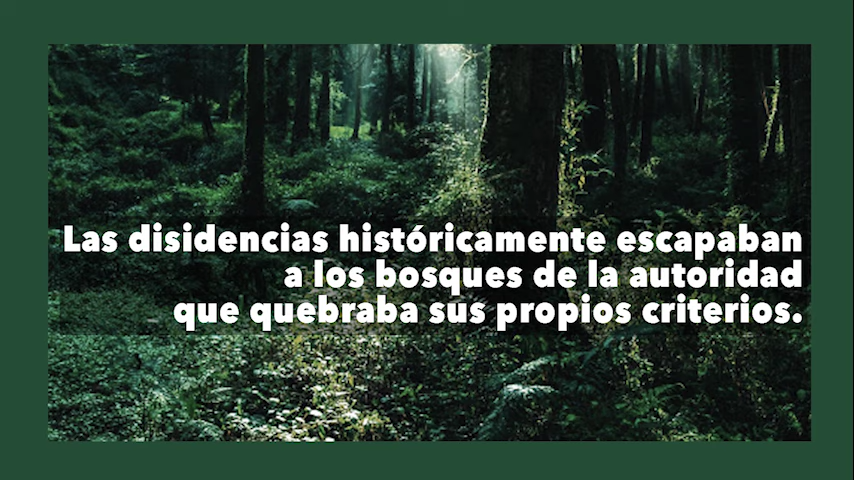 Las disidencias históricamente escapaban
a los bosques de la autoridad
que quebraba sus propios criterios.